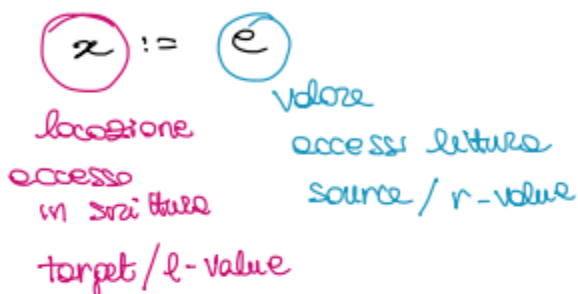 x := e
valore
locazione
accessi lettura
accesso
in scrittura
source / r-value
target / l-value